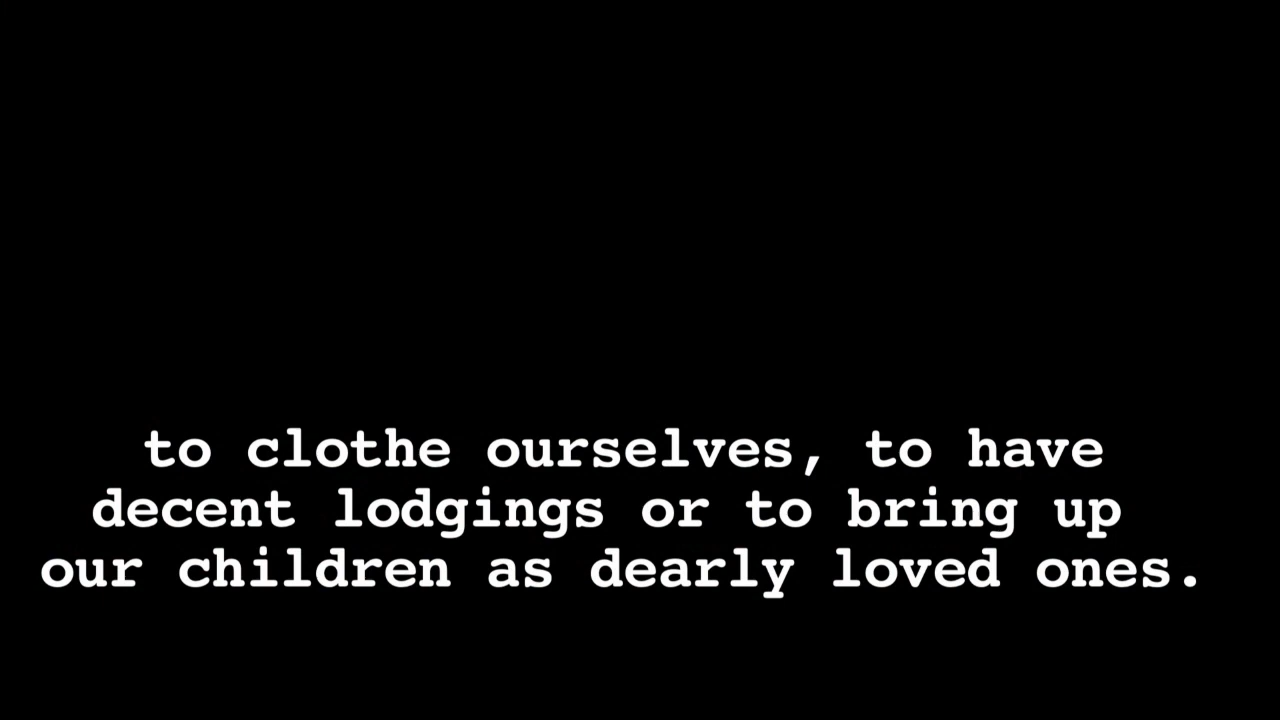 to clothe ourselves, to have
decent lodgings or to bring up
our children as dearly loved ones.